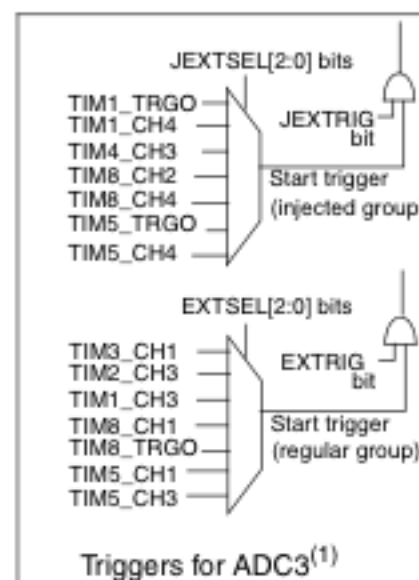 JEXTSEL[2:0] bits
TIM1_TRGO
TIM1_CH4
TIM4_CH3
TIM8_CH2
TIM8_CH4
TIM5_TRGO
TIM5_CH4
JEXTRIG
bit
Start trigger
(injected group
EXTSEL[2:0] bits
TIM3_CH1
TIM2_CH3
TIM1_CH3
TIM8_CH1
TIM8_TRGO
TIM5_CH1
TIM5_CH3
EXTRIG
bit
Start trigger
(regular group)
Triggers for ADC3(1)